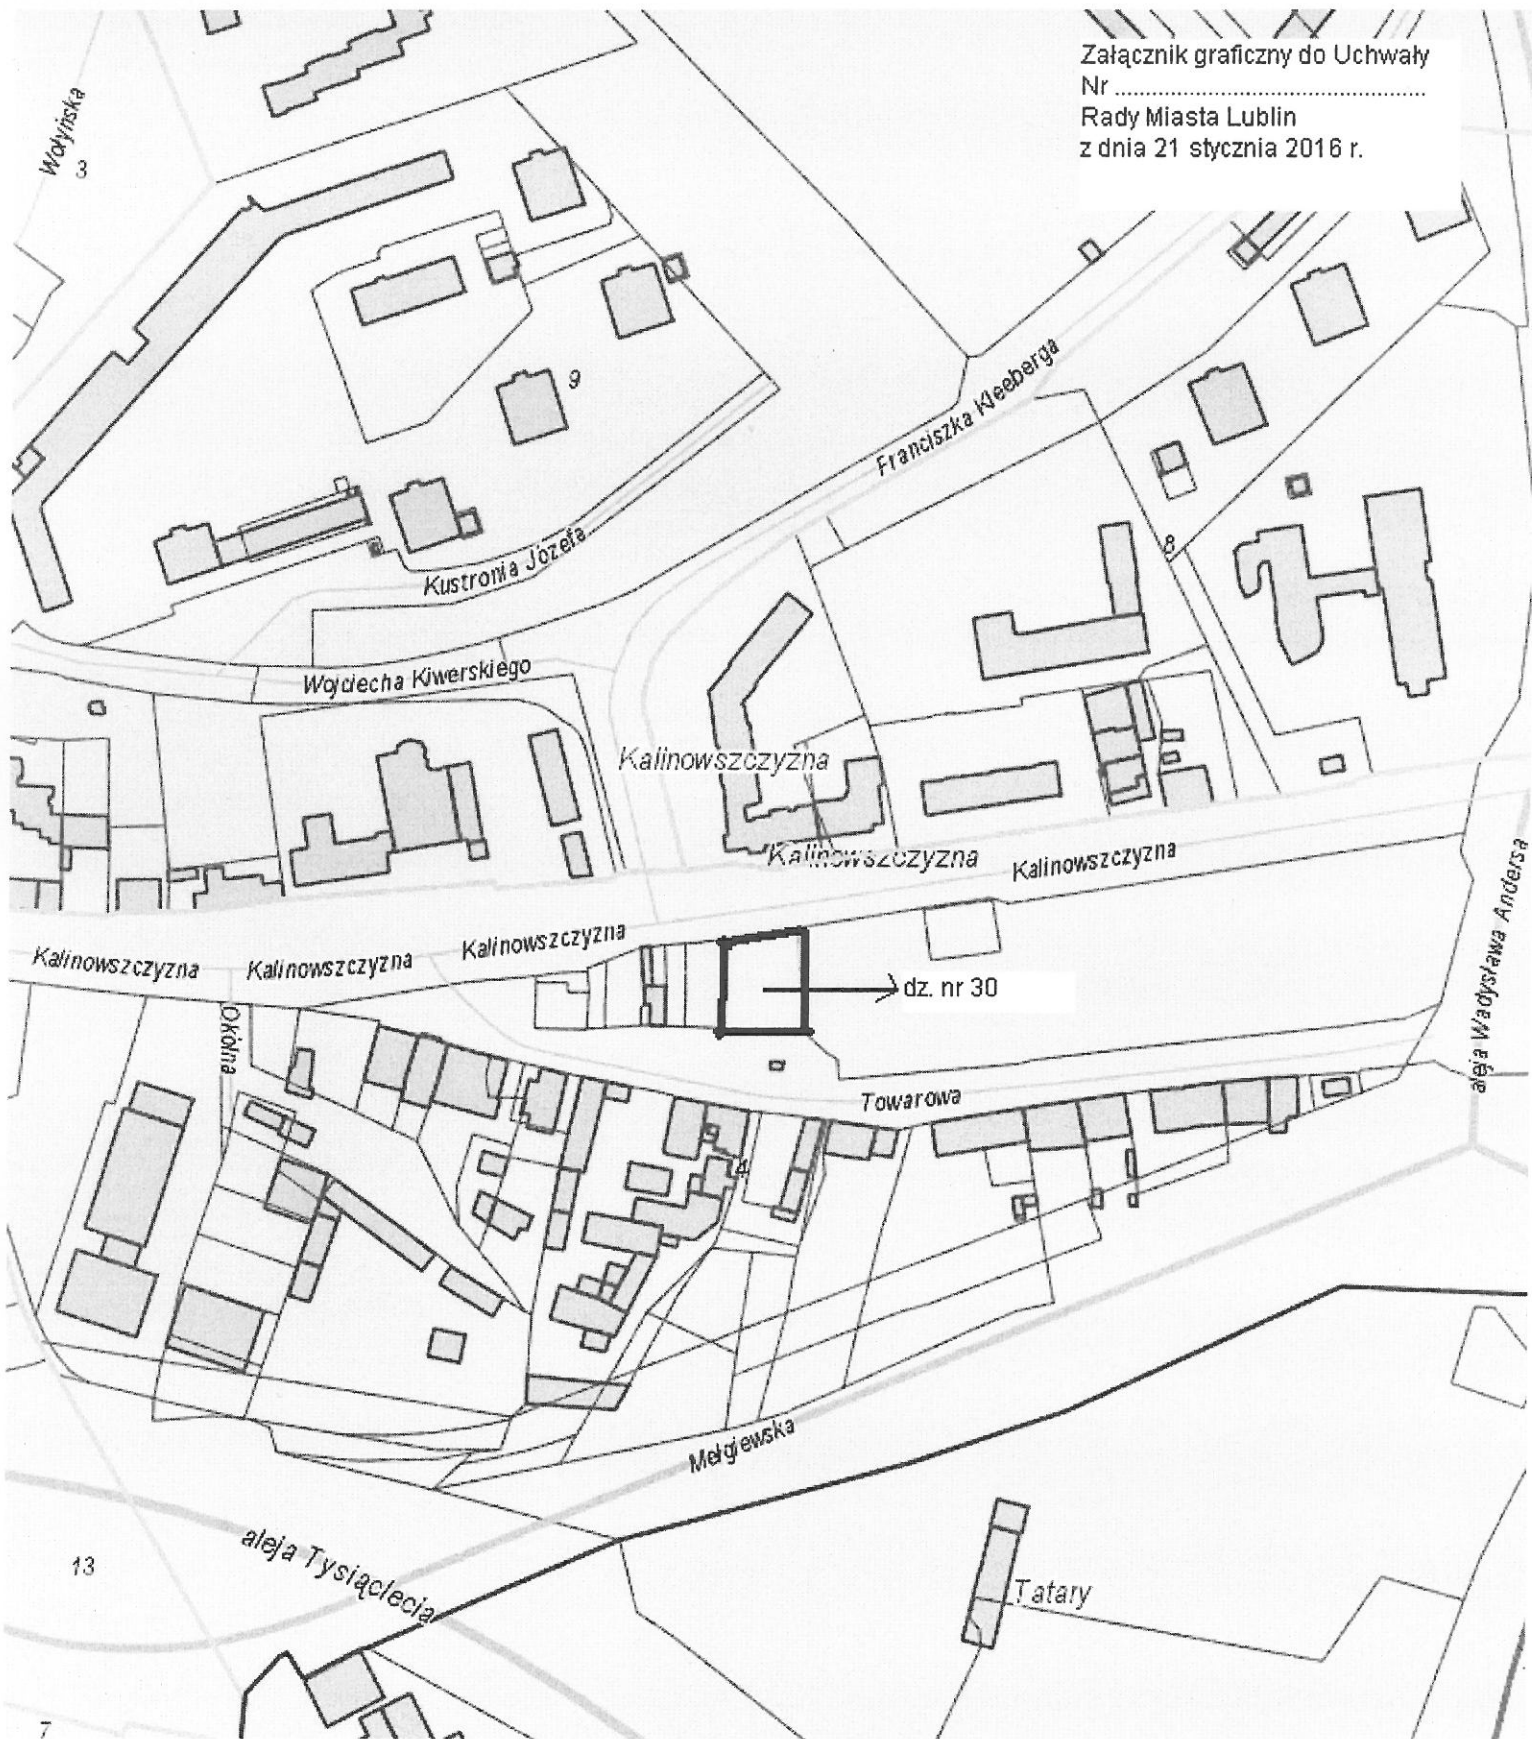 Załącznik graficzny do Uchwały
Nr ................................................
Rady Miasta Lublin
z dnia 21 stycznia 2016 r.
Wołyńska
3
9
Franciszka Kleeberga
8
Kustronia Józefa
Wojciecha Kiwerskiego
Kalinowszczyzna
Kalinowszczyzna
Kalinowszczyzna
Kalinowszczyzna
Kalinowszczyzna
Kalinowszczyzna
aleja Władysława Andersa
dz. nr 30
Okólna
Towarowa
4
Mełgiewska
aleja Tysiąclecia
13
Tatary
7